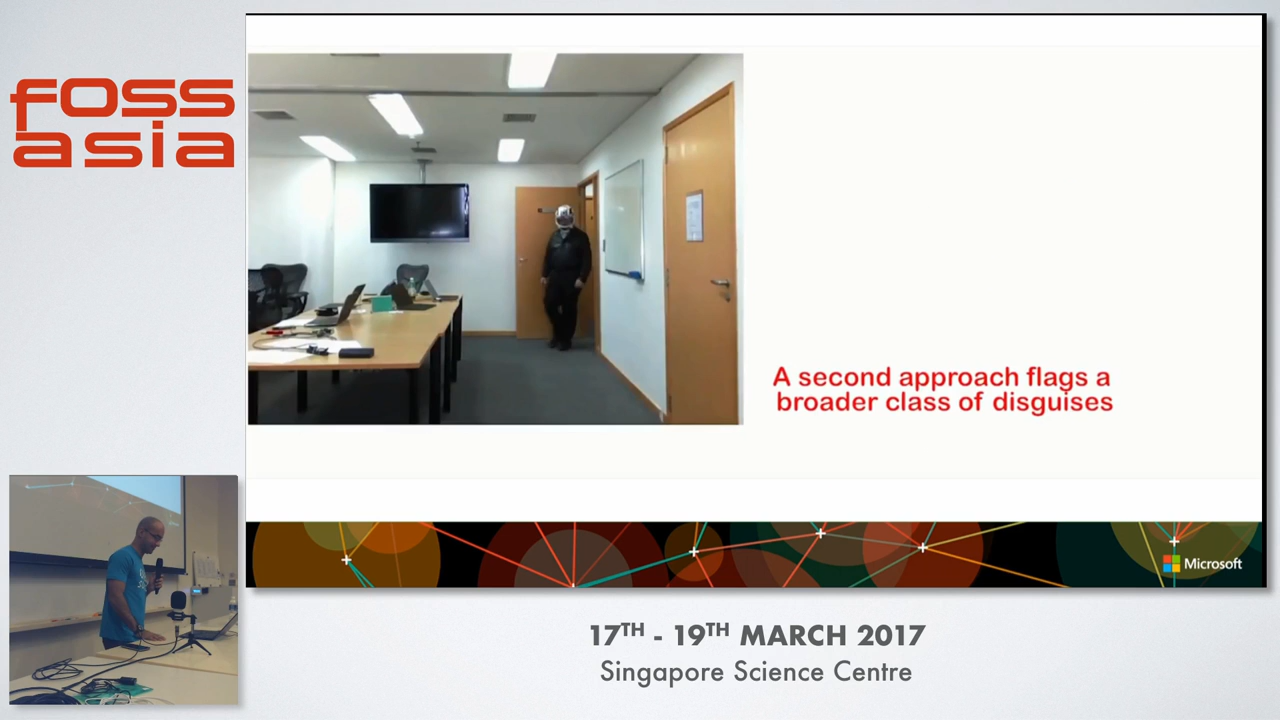 foss
asia
A second approach flags a
broader class of disguises
Microsoft
17TH - 19TH MARCH 2017
Singapore Science Centre